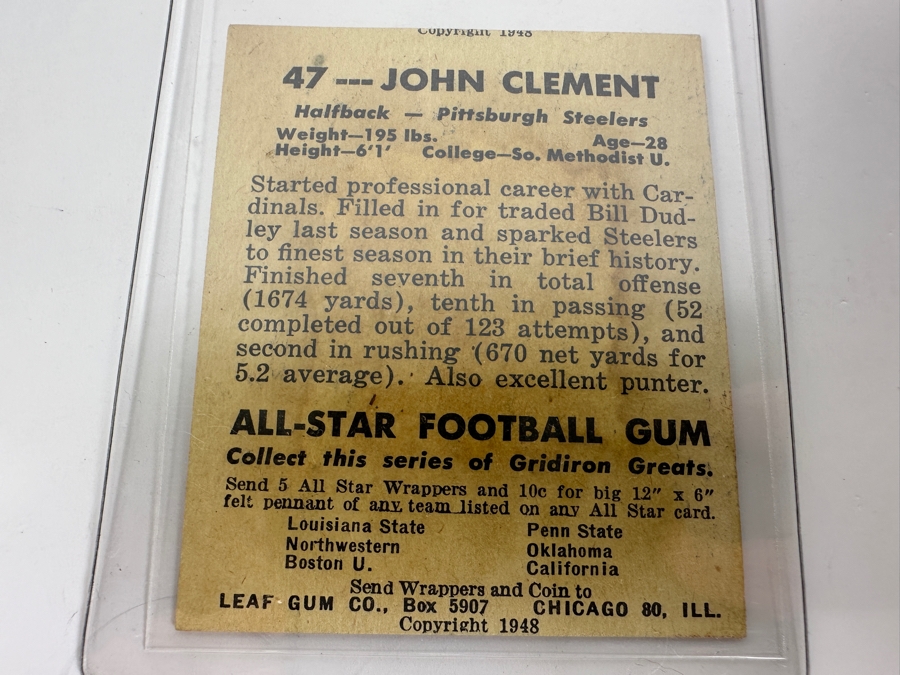 Copyright 1948
47 --- JOHN CLEMENT
Halfback — Pittsburgh Steelers
Weight—195 lbs. Age—28
Height—6'1' College—So. Methodist U.
Started professional career with Car-
dinals. Filled in for traded Bill Dud-
ley last season and sparked Steelers
to finest season in their brief history.
Finished seventh in total offense
(1674 yards), tenth in passing (52
completed out of 123 attempts), and
second in rushing (670 net yards for
5.2 average). Also excellent punter.
ALL-STAR FOOTBALL GUM
Collect this series of Gridiron Greats.
Send 5 All Star Wrappers and 10c for big 12" x 6"
felt pennant of any team listed on any All Star card.
Louisiana State Penn State
Northwestern Oklahoma
Boston U. California
Send Wrappers and Coin to
LEAF GUM CO., Box 5907 CHICAGO 80, ILL.
Copyright 1948